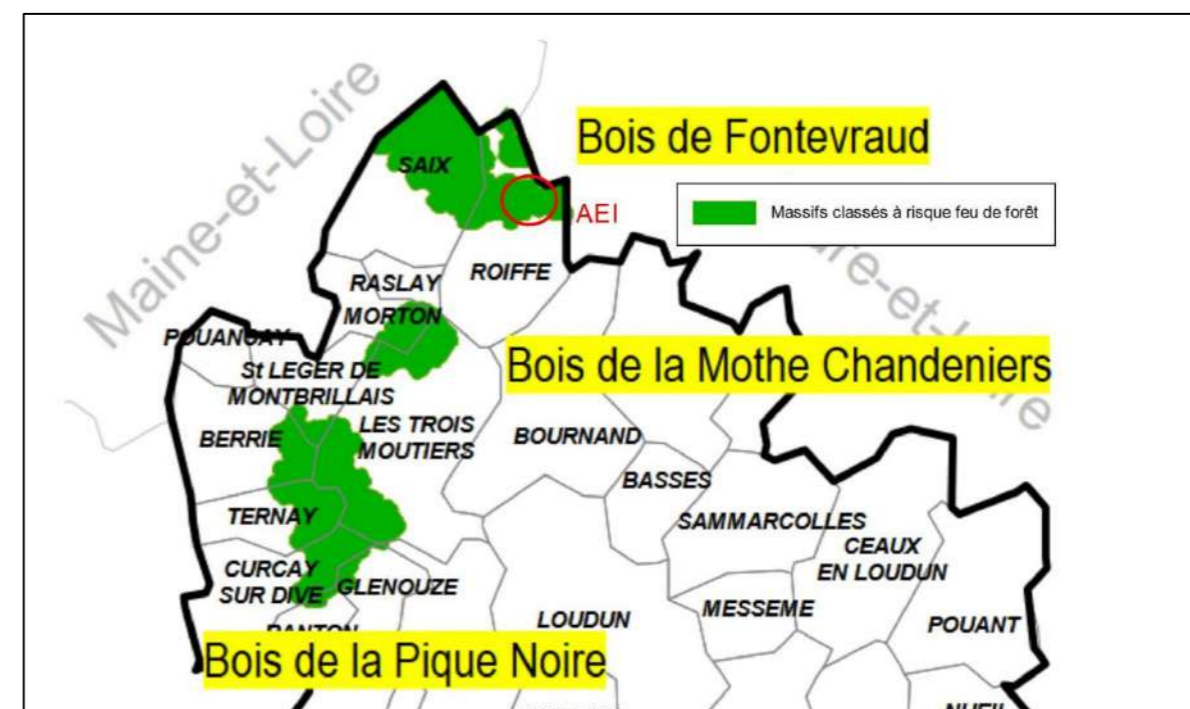 Maine-et-Loire
Bois de Fontevraud
SAIX
AEI
Massifs classés à risque feu de forêt
ROIFFE
RASLAY
MORTON
POUANCAY
Bois de la Mothe Chandeniers
St LEGER DE
MONTBRILLAIS
BERRIE
LES TROIS
MOUTIERS
BOURNAND
BASSES
TERNAY
SAMMARCOLLES
CEAUX
EN LOUDUN
CURCAY
SUR DIVE
GLENOUZE
MESSEME
LOUDUN
POUANT
Bois de la Pique Noire